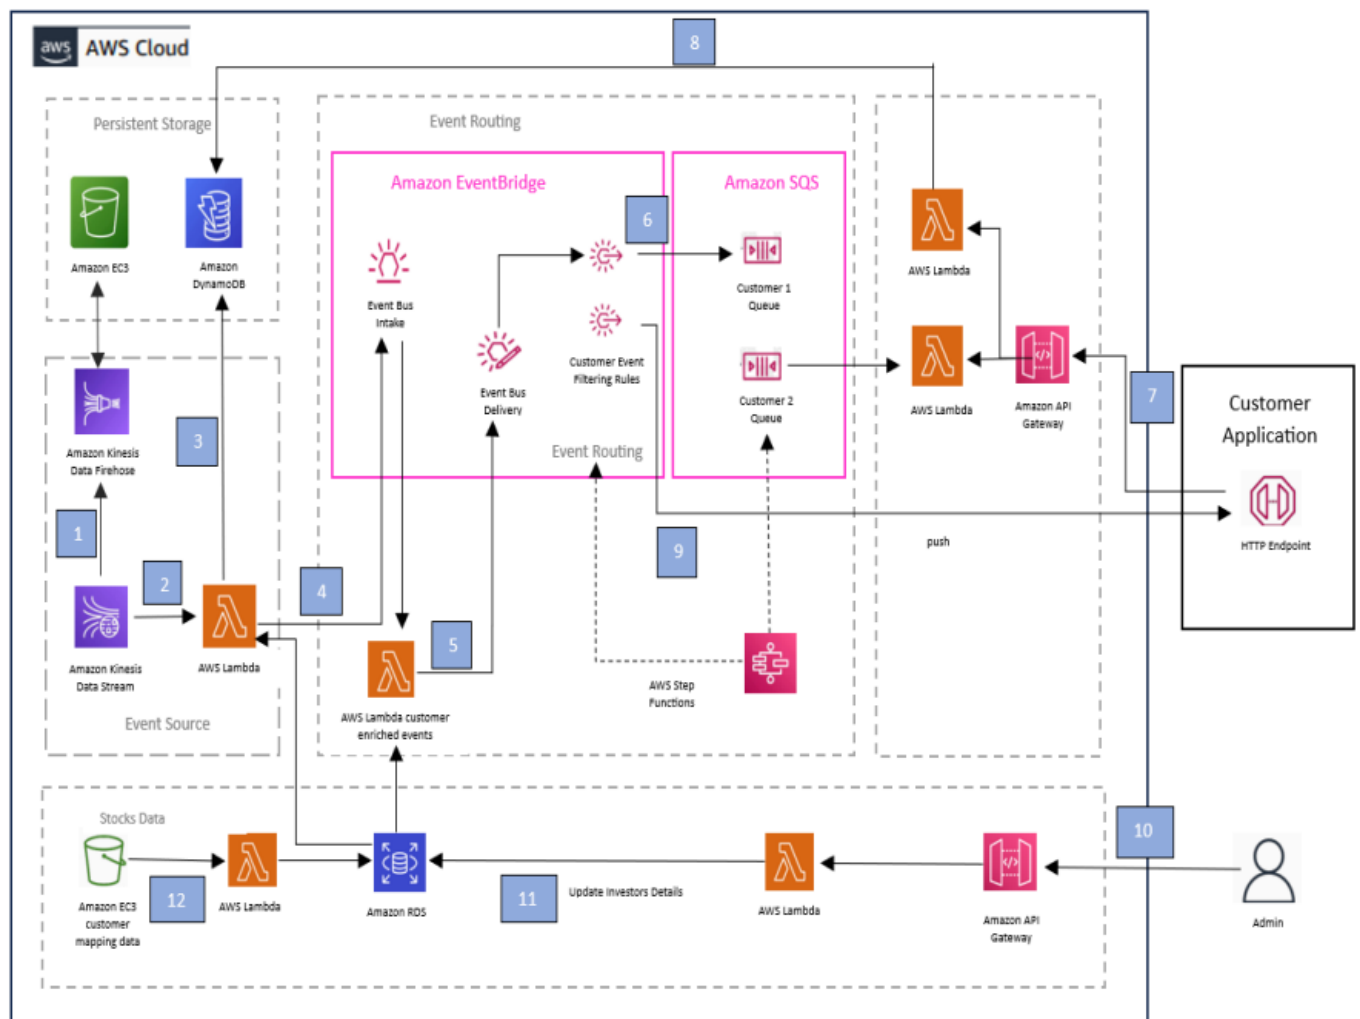 aws AWS Cloud
8
Persistent Storage
Amazon EC3
Amazon
DynamoDB
Event Routing
Amazon EventBridge
Amazon SQS
6
Event Bus
Intake
Event Bus
Delivery
Customer Event
Filtering Rules
Event Routing
Customer 1
Queue
Customer 2
Queue
AWS Lambda
AWS Lambda
Amazon API
Gateway
7
Customer
Application
HTTP Endpoint
Amazon Kinesis
Data Firehose
3
1
2
4
Amazon Kinesis
Data Stream
AWS Lambda
Event Source
5
AWS Lambda customer
enriched events
9
push
AWS Step
Functions
Stocks Data
Amazon EC3
customer
mapping data
12
AWS Lambda
Amazon RDS
11
Update Investors Details
AWS Lambda
Amazon API
Gateway
10
Admin